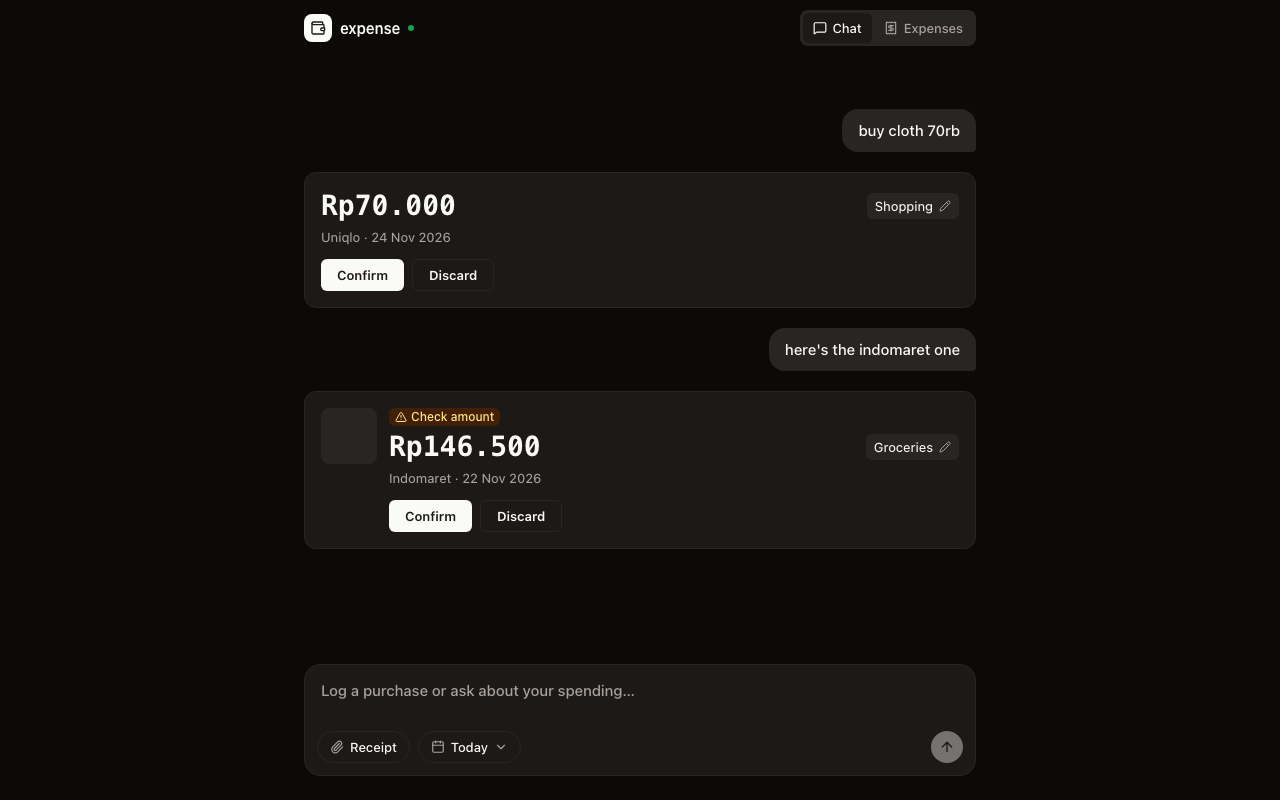 expense
Chat
Expenses
buy cloth 70rb
Rp70.000
Shopping
Uniqlo · 24 Nov 2026
Confirm
Discard
here's the indomaret one
Check amount
Rp146.500
Groceries
Indomaret · 22 Nov 2026
Confirm
Discard
Log a purchase or ask about your spending...
Receipt
Today